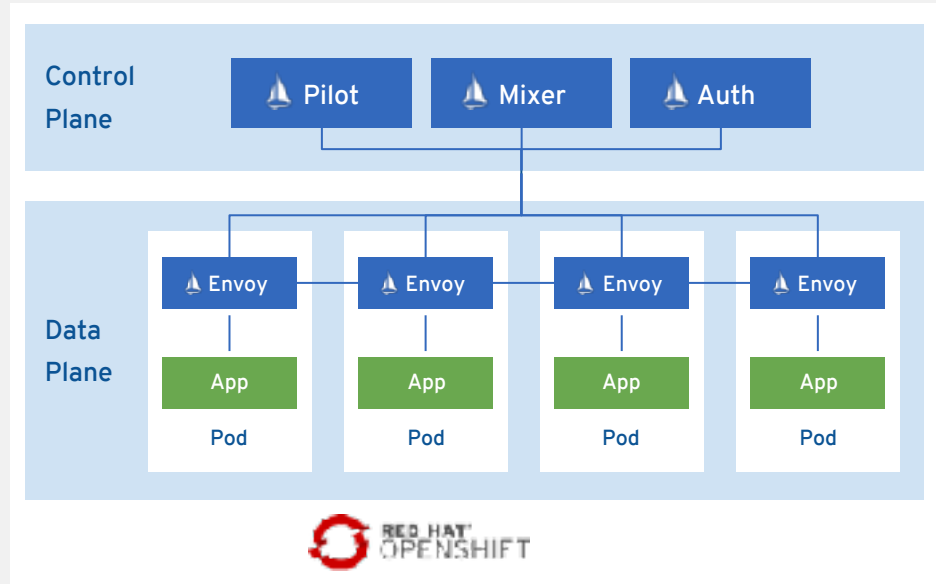 Control
Plane
Pilot
Mixer
Auth
Data
Plane
Envoy
Envoy
Envoy
Envoy
App
App
App
App
Pod
Pod
Pod
Pod
RED HAT®
OPENSHIFT